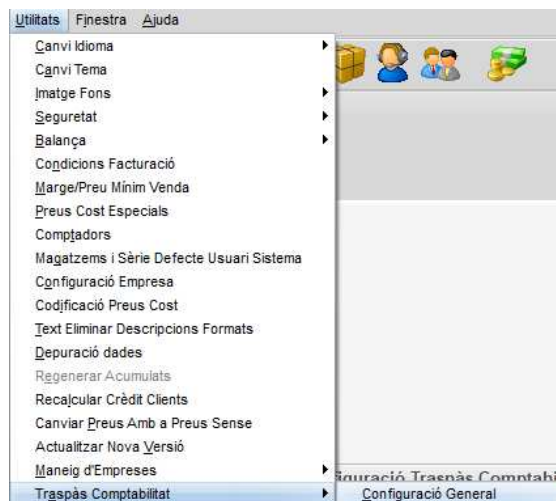 Utilitats Finestra Ajuda
Canvi Idioma
Canvi Tema
Imatge Fons
Seguretat
Balança
Condicions Facturació
Marge/Preu Mínim Venda
Preus Cost Especials
Comptadors
Magatzems i Sèrie Defecte Usuari Sistema
Configuració Empresa
Codificació Preus Cost
Text Eliminar Descripcions Formats
Depuració dades
Regenerar Acumulats
Recalcular Crèdit Clients
Canviar Preus Amb a Preus Sense
Actualitzar Nova Versió
Maneig d'Empreses
Traspàs Comptabilitat
Configuració General